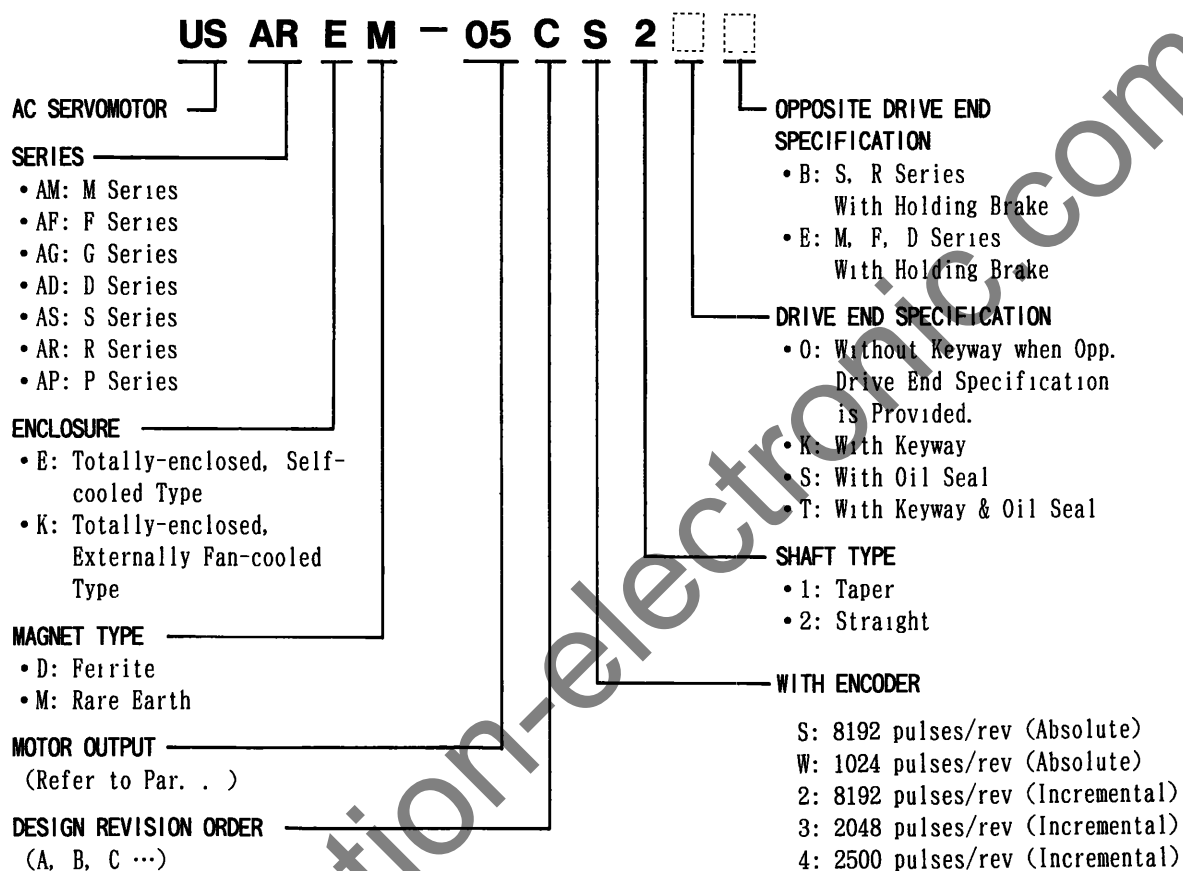 US AR E M - 05 C S 2
AC SERVOMOTOR
SERIES
• AM: M Series
• AF: F Series
• AG: G Series
• AD: D Series
• AS: S Series
• AR: R Series
• AP: P Series
ENCLOSURE
• E: Totally-enclosed, Self-
cooled Type
• K: Totally-enclosed,
Externally Fan-cooled
Type
MAGNET TYPE
• D: Ferrite
• M: Rare Earth
MOTOR OUTPUT
(Refer to Par. . )
DESIGN REVISION ORDER
(A, B, C ···)
OPPOSITE DRIVE END
SPECIFICATION
• B: S, R Series
With Holding Brake
• E: M, F, D Series
With Holding Brake
DRIVE END SPECIFICATION
• O: Without Keyway when Opp.
Drive End Specification
is Provided.
• K: With Keyway
• S: With Oil Seal
• T: With Keyway & Oil Seal
SHAFT TYPE
• 1: Taper
• 2: Straight
WITH ENCODER
S: 8192 pulses/rev (Absolute)
W: 1024 pulses/rev (Absolute)
2: 8192 pulses/rev (Incremental)
3: 2048 pulses/rev (Incremental)
4: 2500 pulses/rev (Incremental)
tion-electronic.com